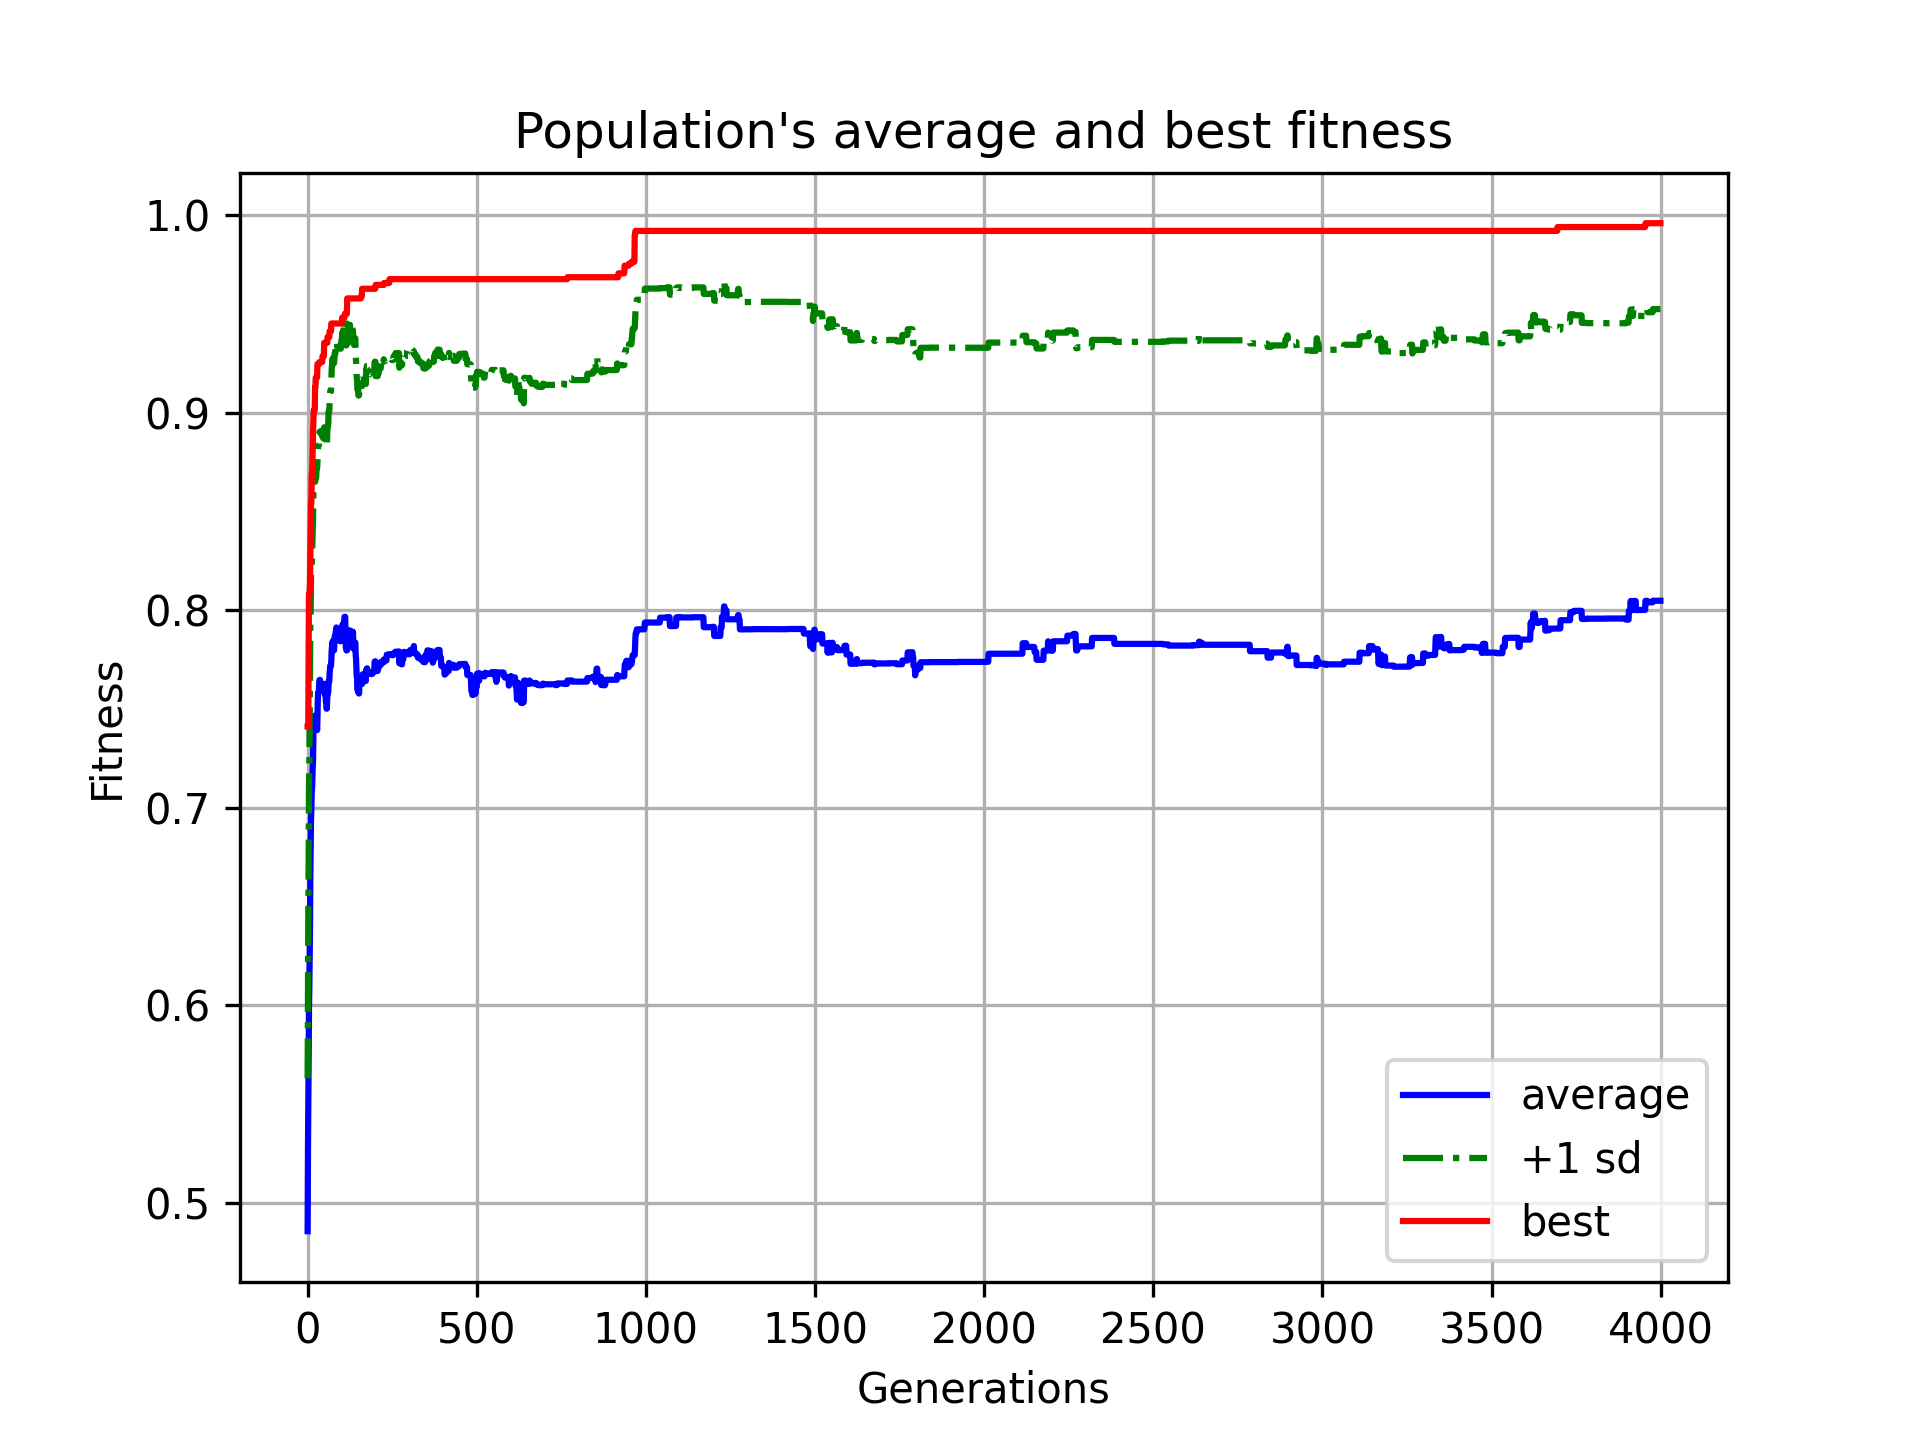 Population's average and best fitness
1.0
0.9
0.8
0.7
0.6
0.5
Fitness
average
+1 sd
best
0 500 1000 1500 2000 2500 3000 3500 4000
Generations